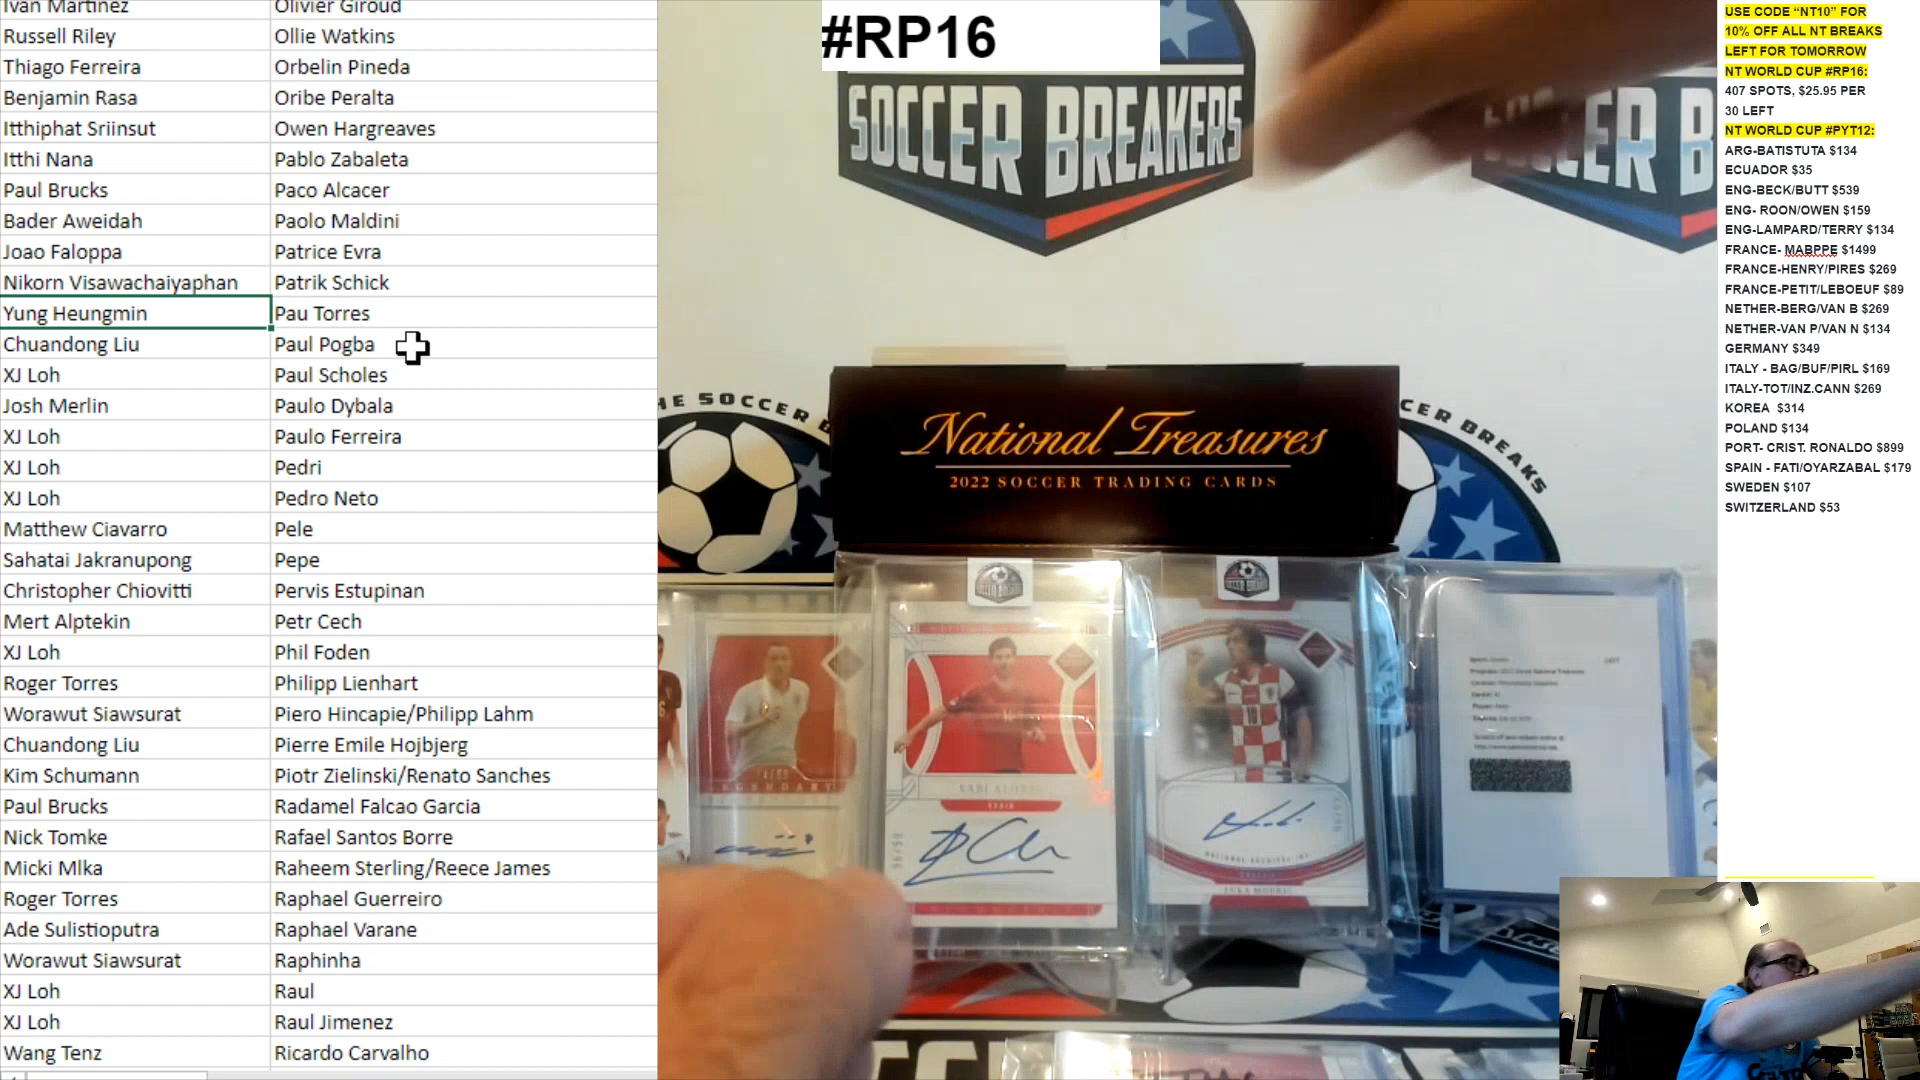 Ivan Martinez Olivier Giroud
Russell Riley Ollie Watkins
Thiago Ferreira Orbelin Pineda
Benjamin Rasa Oribe Peralta
Itthiphat Sriinsut Owen Hargreaves
Itthi Nana Pablo Zabaleta
Paul Brucks Paco Alcacer
Bader Aweidah Paolo Maldini
Joao Faloppa Patrice Evra
Nikorn Visawachaiyaphan Patrik Schick
Yung Heungmin Pau Torres
Chuandong Liu Paul Pogba
XJ Loh Paul Scholes
Josh Merlin Paulo Dybala
XJ Loh Paulo Ferreira
XJ Loh Pedri
XJ Loh Pedro Neto
Matthew Ciavarro Pele
Sahatai Jakranupong Pepe
Christopher Chiovitti Pervis Estupinan
Mert Alptekin Petr Cech
XJ Loh Phil Foden
Roger Torres Philipp Lienhart
Worawut Siawsurat Piero Hincapie/Philipp Lahm
Chuandong Liu Pierre Emile Hojbjerg
Kim Schumann Piotr Zielinski/Renato Sanches
Paul Brucks Radamel Falcao Garcia
Nick Tomke Rafael Santos Borre
Micki Mlka Raheem Sterling/Reece James
Roger Torres Raphael Guerreiro
Ade Sulistioputra Raphael Varane
Worawut Siawsurat Raphinha
XJ Loh Raul
XJ Loh Raul Jimenez
Wang Tenz Ricardo Carvalho
#RP16
SOCCER BREAKERS
ER B
HE SOCCER B
CER BREAKS
National Treasures
2022 SOCCER TRADING CARDS
LEGENDARY
XABI ALONSO
SPAIN
LUKA MODRIC
USE CODE “NT10” FOR
10% OFF ALL NT BREAKS
LEFT FOR TOMORROW
NT WORLD CUP #RP16:
407 SPOTS, $25.95 PER
30 LEFT
NT WORLD CUP #PYT12:
ARG-BATISTUTA $134
ECUADOR $35
ENG-BECK/BUTT $539
ENG- ROON/OWEN $159
ENG-LAMPARD/TERRY $134
FRANCE- MABPPE $1499
FRANCE-HENRY/PIRES $269
FRANCE-PETIT/LEBOEUF $89
NETHER-BERG/VAN B $269
NETHER-VAN P/VAN N $134
GERMANY $349
ITALY - BAG/BUF/PIRL $169
ITALY-TOT/INZ.CANN $269
KOREA $314
POLAND $134
PORT- CRIST. RONALDO $899
SPAIN - FATI/OYARZABAL $179
SWEDEN $107
SWITZERLAND $53